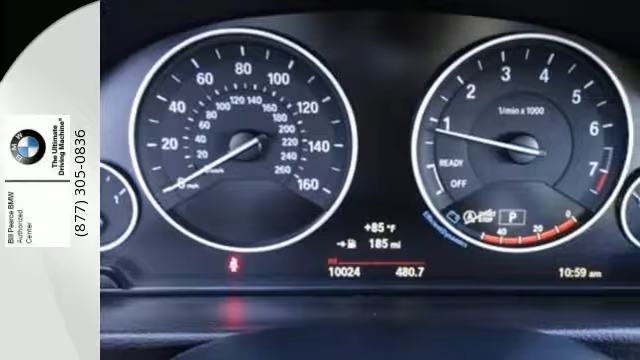 BMW
The Ultimate
Driving Machine®
Bill Pearce BMW
Authorized
Center
(877) 305-0836
0 mph
20
40
60
80
100
120
140
160
20
40
60
80
100
120
140
160
180
200
220
240
260
km/h
1/min x 1000
OFF
READY
1
2
3
4
5
6
7
P
40
20
0
+85 °F
185 mi
mi
10024
480.7
10:59 am